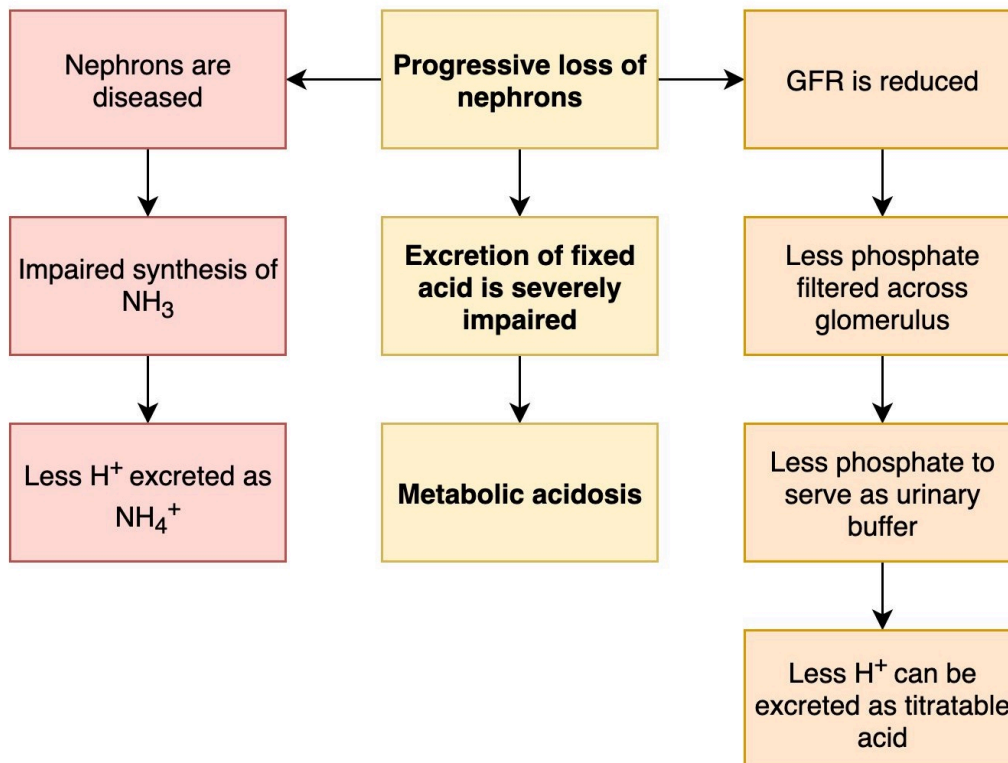 Nephrons are
diseased
Progressive loss of
nephrons
GFR is reduced
Impaired synthesis of
NH₃
Excretion of fixed
acid is severely
impaired
Less phosphate
filtered across
glomerulus
Less H⁺ excreted as
NH₄⁺
Metabolic acidosis
Less phosphate to
serve as urinary
buffer
Less H⁺ can be
excreted as titratable
acid